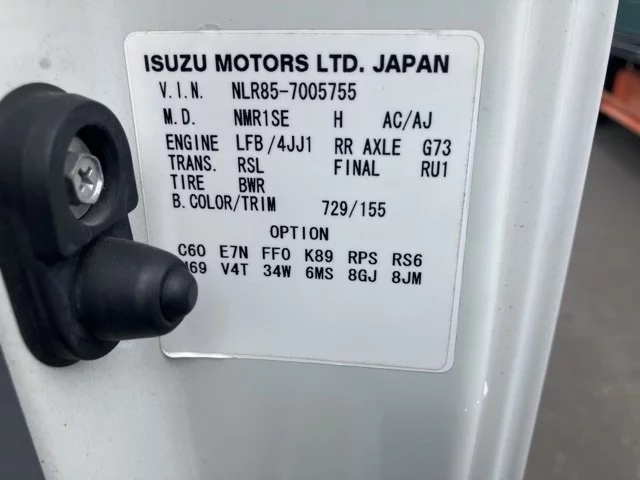 ISUZU MOTORS LTD. JAPAN
V.I.N. NLR85-7005755
M.D. NMR1SE H AC/AJ
ENGINE LFB/4JJ1 RR AXLE G73
TRANS. RSL FINAL RU1
TIRE BWR
B.COLOR/TRIM 729/155
OPTION
C60 E7N FF0 K89 RPS RS6
V4T 34W 6MS 8GJ 8JM